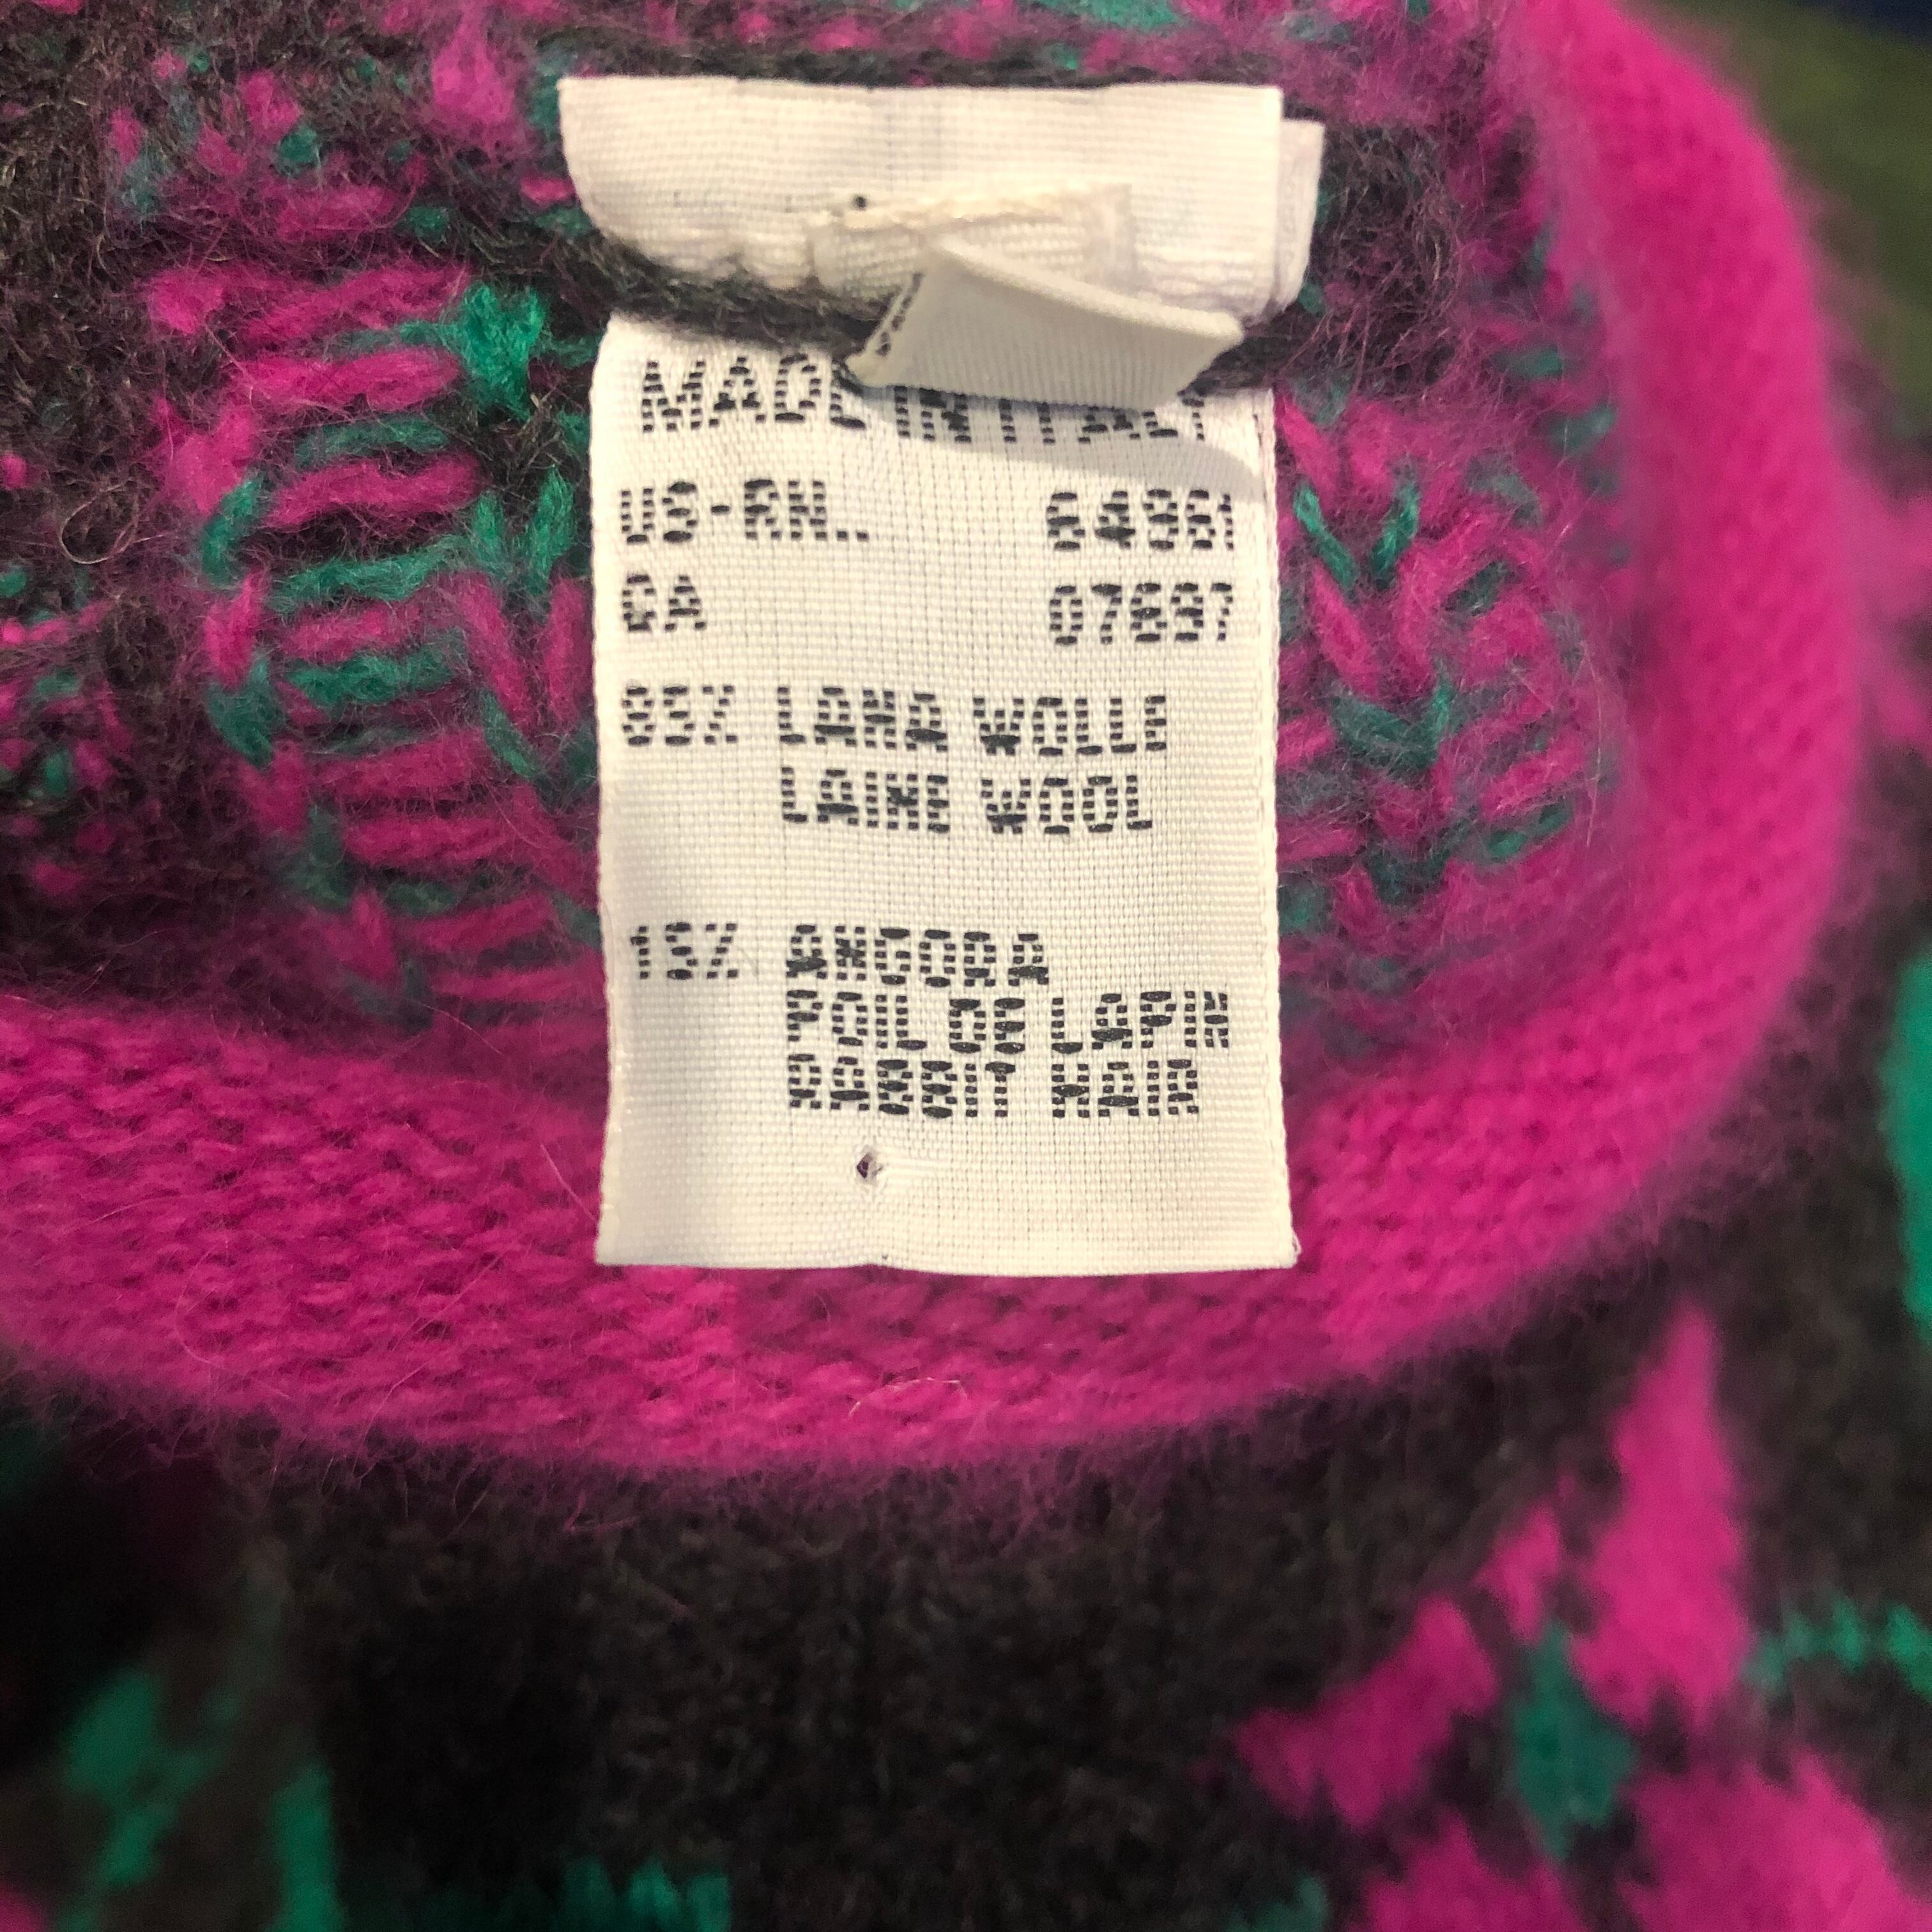 MADE IN ITALY
US-RN.. 64961
CA 07697
85% LANA WOLLE
LAINE WOOL
15% ANGORA
POIL DE LAPIN
RABBIT HAIR